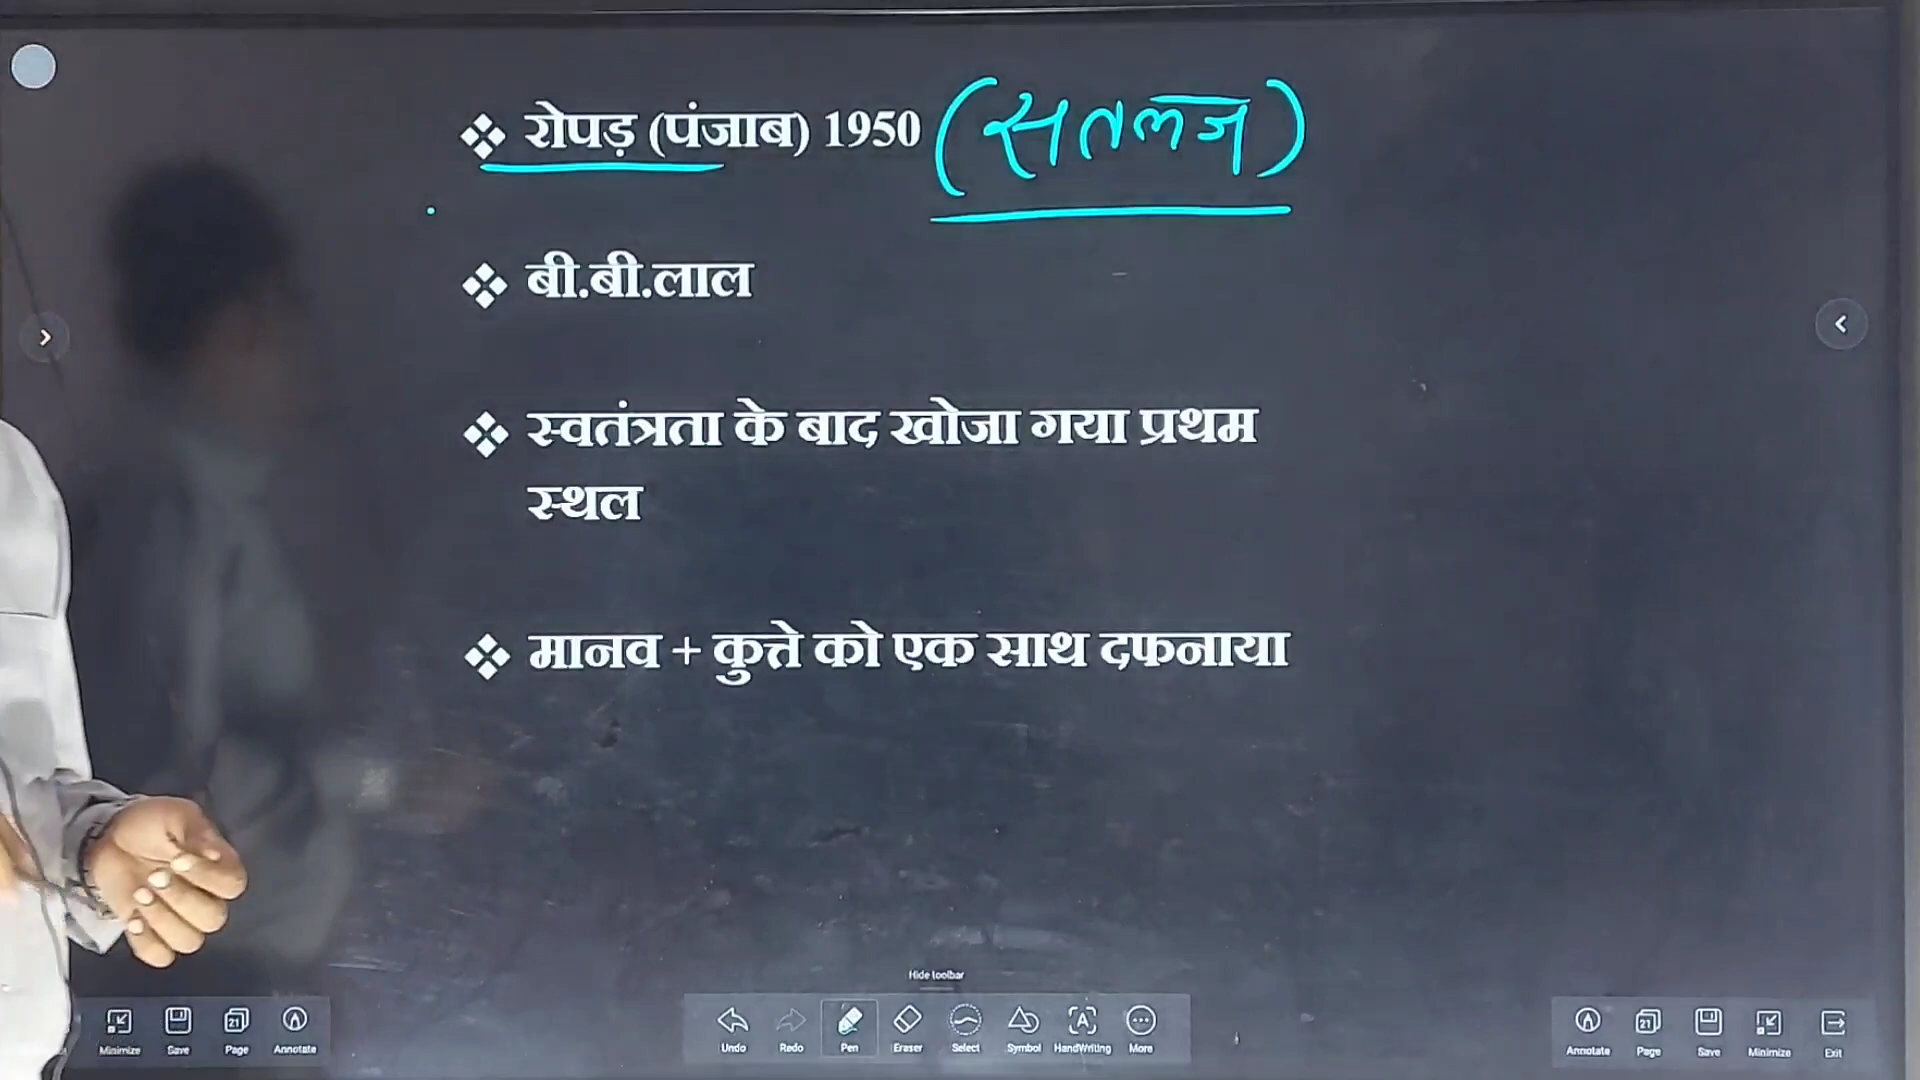 ❖ रोपड़ (पंजाब) 1950 (सतलज)
❖ बी.बी.लाल
❖ स्वतंत्रता के बाद खोजा गया प्रथम
स्थल
❖ मानव + कुत्ते को एक साथ दफनाया
Hide toolbar
Minimize Save Page Annotate Undo Redo Pen Eraser Select Symbol HandWriting More Annotate Page Save Minimize Exit